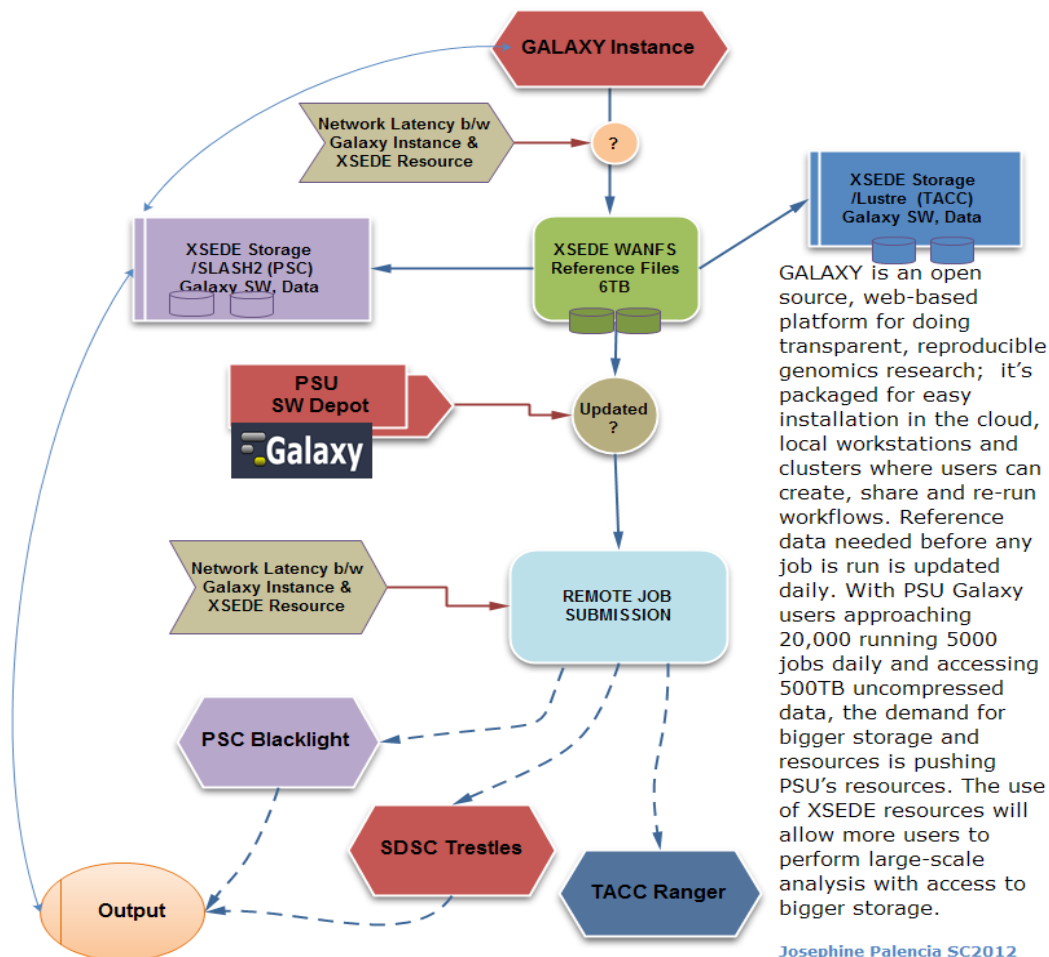 GALAXY Instance
Network Latency b/w
Galaxy Instance &
XSEDE Resource
?
XSEDE Storage
/Lustre (TACC)
Galaxy SW, Data
XSEDE Storage
/SLASH2 (PSC)
Galaxy SW, Data
XSEDE WANFS
Reference Files
6TB
PSU
SW Depot
Galaxy
Updated
?
Network Latency b/w
Galaxy Instance &
XSEDE Resource
REMOTE JOB
SUBMISSION
PSC Blacklight
SDSC Trestles
TACC Ranger
Output
GALAXY is an open
source, web-based
platform for doing
transparent, reproducible
genomics research; it's
packaged for easy
installation in the cloud,
local workstations and
clusters where users can
create, share and re-run
workflows. Reference
data needed before any
job is run is updated
daily. With PSU Galaxy
users approaching
20,000 running 5000
jobs daily and accessing
500TB uncompressed
data, the demand for
bigger storage and
resources is pushing
PSU's resources. The use
of XSEDE resources will
allow more users to
perform large-scale
analysis with access to
bigger storage.
Josephine Palencia SC2012